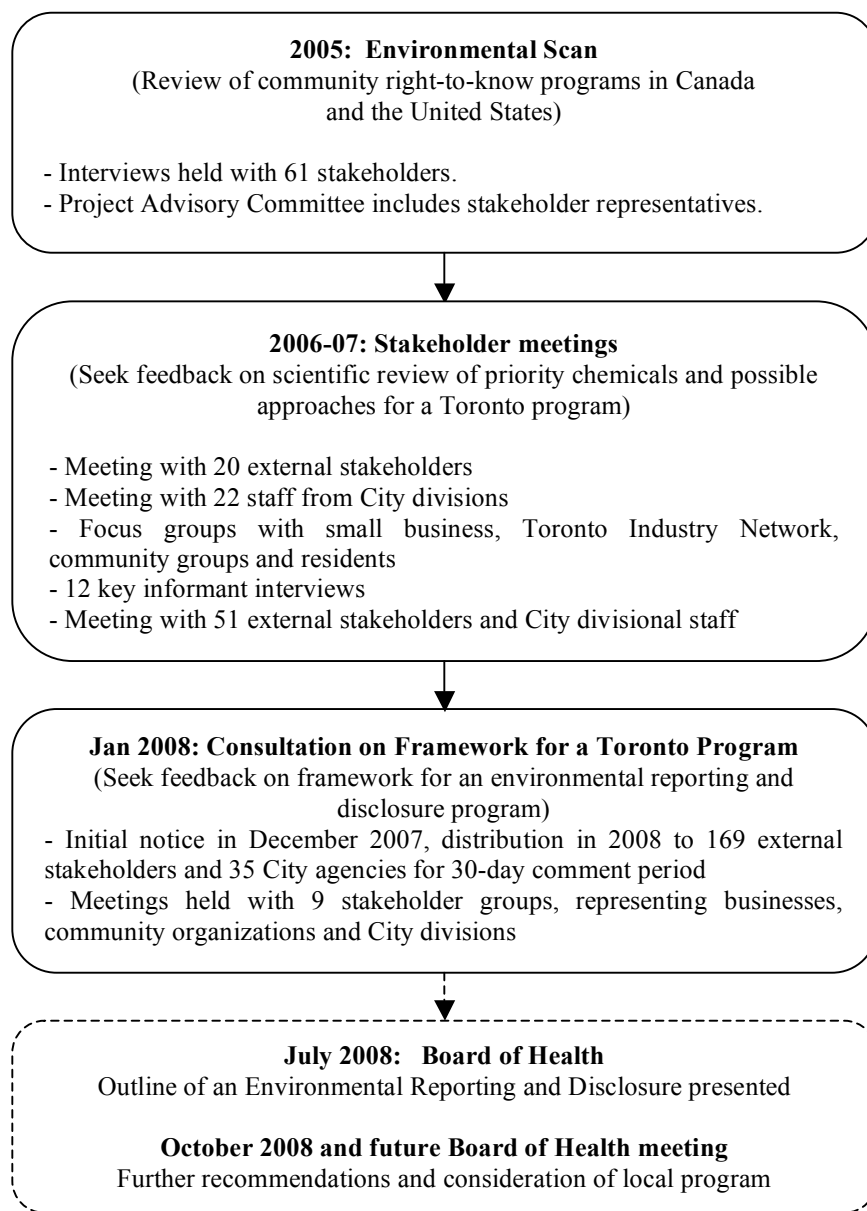 2005: Environmental Scan
(Review of community right-to-know programs in Canada
and the United States)
- Interviews held with 61 stakeholders.
- Project Advisory Committee includes stakeholder representatives.
2006-07: Stakeholder meetings
(Seek feedback on scientific review of priority chemicals and possible
approaches for a Toronto program)
- Meeting with 20 external stakeholders
- Meeting with 22 staff from City divisions
- Focus groups with small business, Toronto Industry Network,
community groups and residents
- 12 key informant interviews
- Meeting with 51 external stakeholders and City divisional staff
Jan 2008: Consultation on Framework for a Toronto Program
(Seek feedback on framework for an environmental reporting and
disclosure program)
- Initial notice in December 2007, distribution in 2008 to 169 external
stakeholders and 35 City agencies for 30-day comment period
- Meetings held with 9 stakeholder groups, representing businesses,
community organizations and City divisions
July 2008: Board of Health
Outline of an Environmental Reporting and Disclosure presented
October 2008 and future Board of Health meeting
Further recommendations and consideration of local program